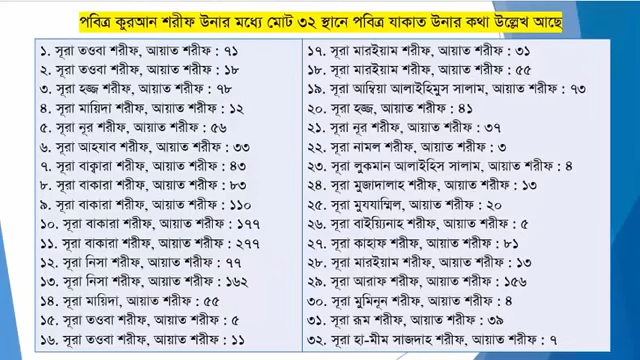 পবিত্র কুরআন শরীফ উনার মধ্যে মোট ৩২ স্থানে পবিত্র যাকাত উনার কথা উল্লেখ আছে
১. সূরা তওবা শরীফ, আয়াত শরীফ : ৭১
২. সূরা তওবা শরীফ, আয়াত শরীফ : ১৮
৩. সূরা হজ্জ শরীফ, আয়াত শরীফ : ৭৮
৪. সূরা মায়িদা শরীফ, আয়াত শরীফ : ১২
৫. সূরা নূর শরীফ, আয়াত শরীফ : ৫৬
৬. সূরা আহযাব শরীফ, আয়াত শরীফ : ৩৩
৭. সূরা বাক্বারা শরীফ, আয়াত শরীফ : ৪৩
৮. সূরা বাকারা শরীফ, আয়াত শরীফ : ৮৩
৯. সূরা বাকারা শরীফ, আয়াত শরীফ : ১১০
১০. সূরা বাকারা শরীফ, আয়াত শরীফ : ১৭৭
১১. সূরা বাকারা শরীফ, আয়াত শরীফ : ২৭৭
১২. সূরা নিসা শরীফ, আয়াত শরীফ : ৭৭
১৩. সূরা নিসা শরীফ, আয়াত শরীফ : ১৬২
১৪. সূরা মায়িদা, আয়াত শরীফ : ৫৫
১৫. সূরা তওবা শরীফ, আয়াত শরীফ : ৫
১৬. সূরা তওবা শরীফ, আয়াত শরীফ : ১১
১৭. সূরা মারইয়াম শরীফ, আয়াত শরীফ : ৩১
১৮. সূরা মারইয়াম শরীফ, আয়াত শরীফ : ৫৫
১৯. সূরা আম্বিয়া আলাইহিমুস সালাম, আয়াত শরীফ : ৭৩
২০. সূরা হজ্জ, আয়াত শরীফ : ৪১
২১. সূরা নূর শরীফ, আয়াত শরীফ : ৩৭
২২. সূরা নামল শরীফ, আয়াত শরীফ : ৩
২৩. সূরা লুকমান আলাইহিস সালাম, আয়াত শরীফ : ৪
২৪. সূরা মুজাদালাহ শরীফ, আয়াত শরীফ : ১৩
২৫. সূরা মুযযাম্মিল, আয়াত শরীফ : ২০
২৬. সূরা বাইয়্যিনাহ শরীফ, আয়াত শরীফ : ৫
২৭. সূরা কাহাফ শরীফ, আয়াত শরীফ : ৮১
২৮. সূরা মারইয়াম শরীফ, আয়াত শরীফ : ১৩
২৯. সূরা আরাফ শরীফ, আয়াত শরীফ : ১৫৬
৩০. সূরা মুমিনূন শরীফ, আয়াত শরীফ : ৪
৩১. সূরা রূম শরীফ, আয়াত শরীফ : ৩৯
৩২. সূরা হা-মীম সাজদাহ শরীফ, আয়াত শরীফ : ৭